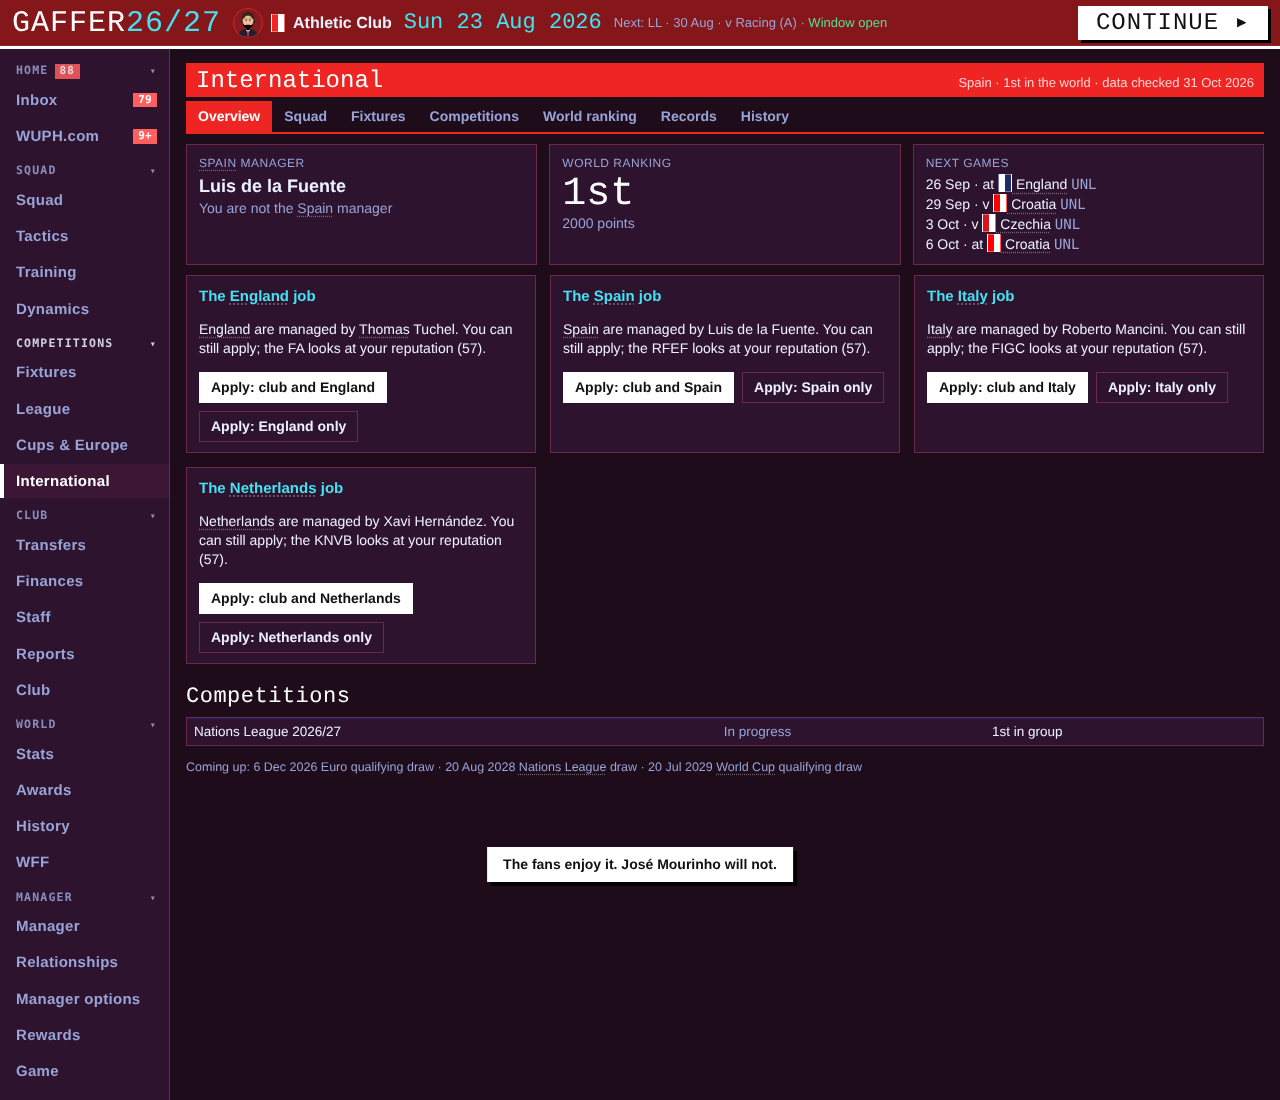 GAFFER26/27
Athletic Club
Sun 23 Aug 2026
Next: LL · 30 Aug · v Racing (A) · Window open
CONTINUE ►
HOME 88 ▾
Inbox 79
WUPH.com 9+
SQUAD ▾
Squad
Tactics
Training
Dynamics
COMPETITIONS ▾
Fixtures
League
Cups & Europe
International
CLUB ▾
Transfers
Finances
Staff
Reports
Club
WORLD ▾
Stats
Awards
History
WFF
MANAGER ▾
Manager
Relationships
Manager options
Rewards
Game
International
Spain · 1st in the world · data checked 31 Oct 2026
Overview Squad Fixtures Competitions World ranking Records History
SPAIN MANAGER
Luis de la Fuente
You are not the Spain manager
WORLD RANKING
1st
2000 points
NEXT GAMES
26 Sep · at England UNL
29 Sep · v Croatia UNL
3 Oct · v Czechia UNL
6 Oct · at Croatia UNL
The England job
England are managed by Thomas Tuchel. You can
still apply; the FA looks at your reputation (57).
Apply: club and England
Apply: England only
The Spain job
Spain are managed by Luis de la Fuente. You can
still apply; the RFEF looks at your reputation (57).
Apply: club and Spain Apply: Spain only
The Italy job
Italy are managed by Roberto Mancini. You can still
apply; the FIGC looks at your reputation (57).
Apply: club and Italy Apply: Italy only
The Netherlands job
Netherlands are managed by Xavi Hernández. You
can still apply; the KNVB looks at your reputation
(57).
Apply: club and Netherlands
Apply: Netherlands only
Competitions
Nations League 2026/27 In progress 1st in group
Coming up: 6 Dec 2026 Euro qualifying draw · 20 Aug 2028 Nations League draw · 20 Jul 2029 World Cup qualifying draw
The fans enjoy it. José Mourinho will not.